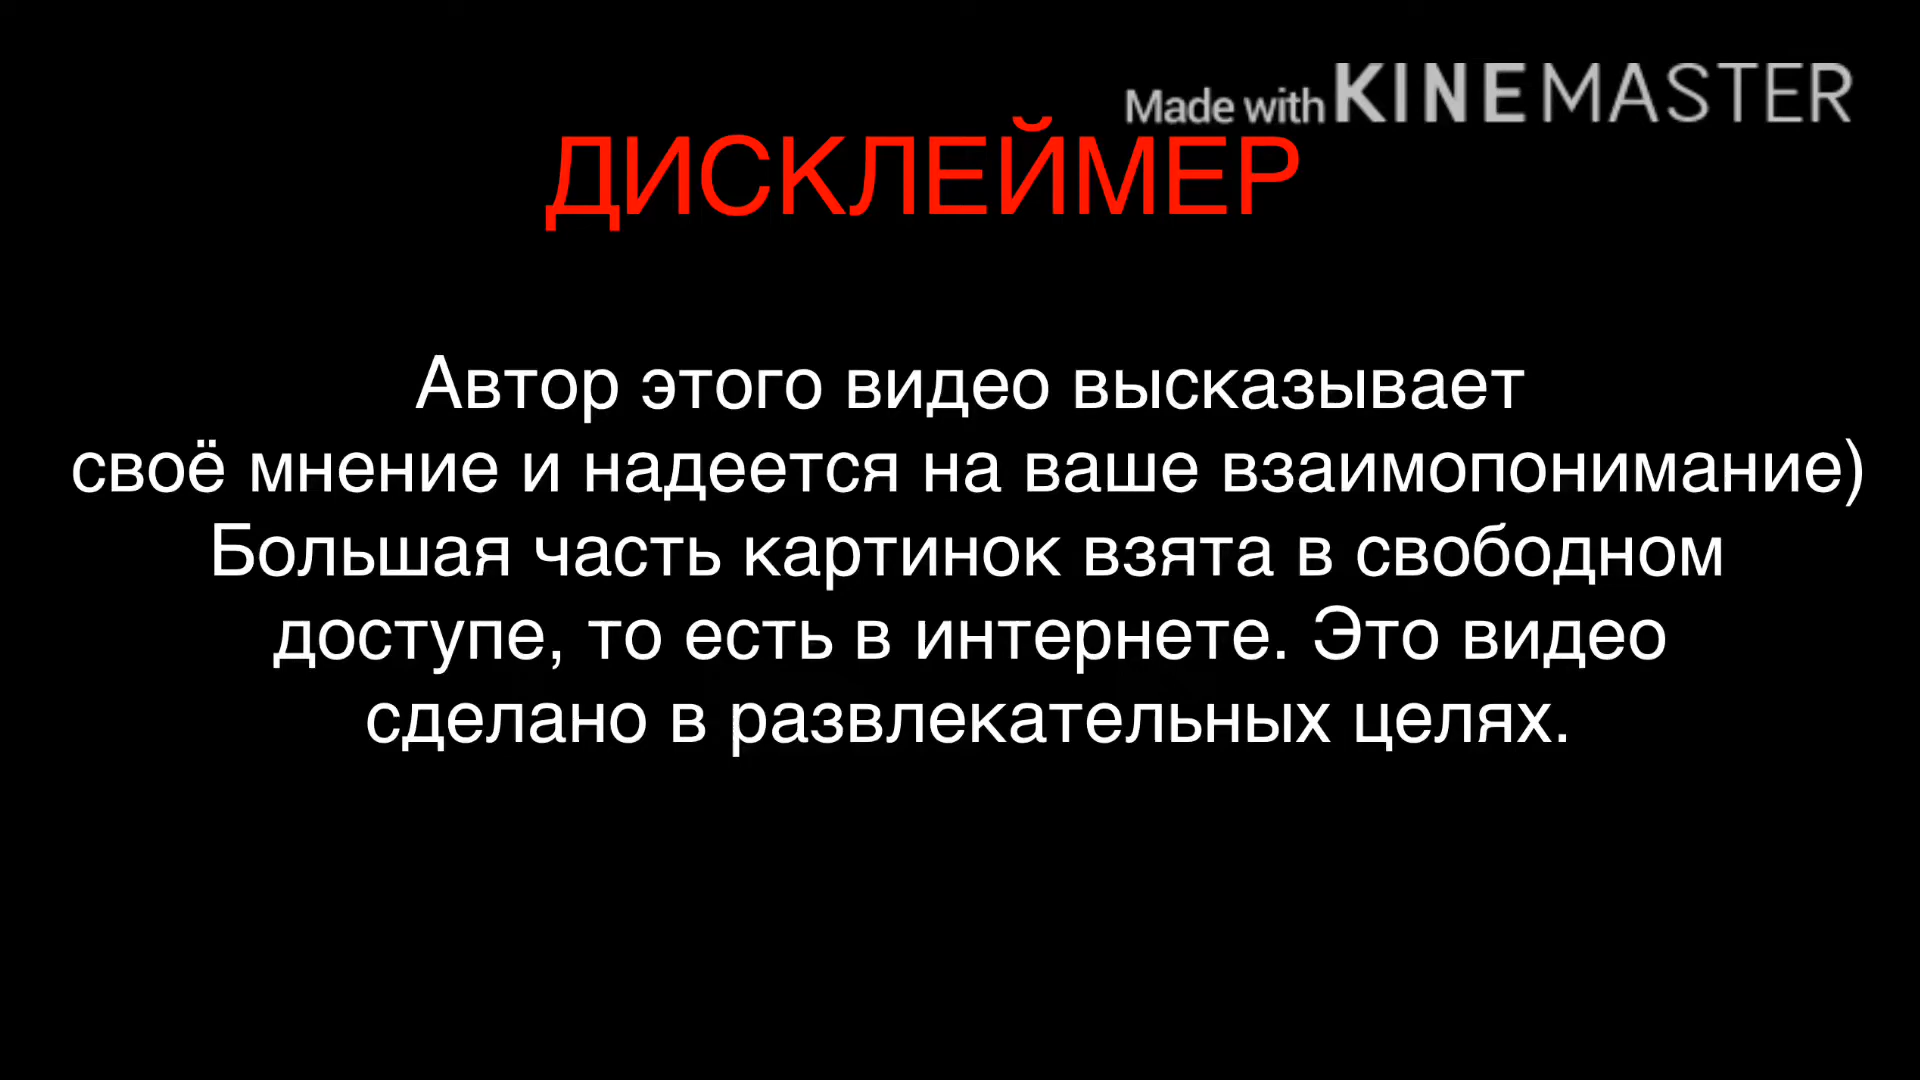 Made with KINEMASTER
ДИСКЛЕЙМЕР
Автор этого видео высказывает
своё мнение и надеется на ваше взаимопонимание)
Большая часть картинок взята в свободном
доступе, то есть в интернете. Это видео
сделано в развлекательных целях.